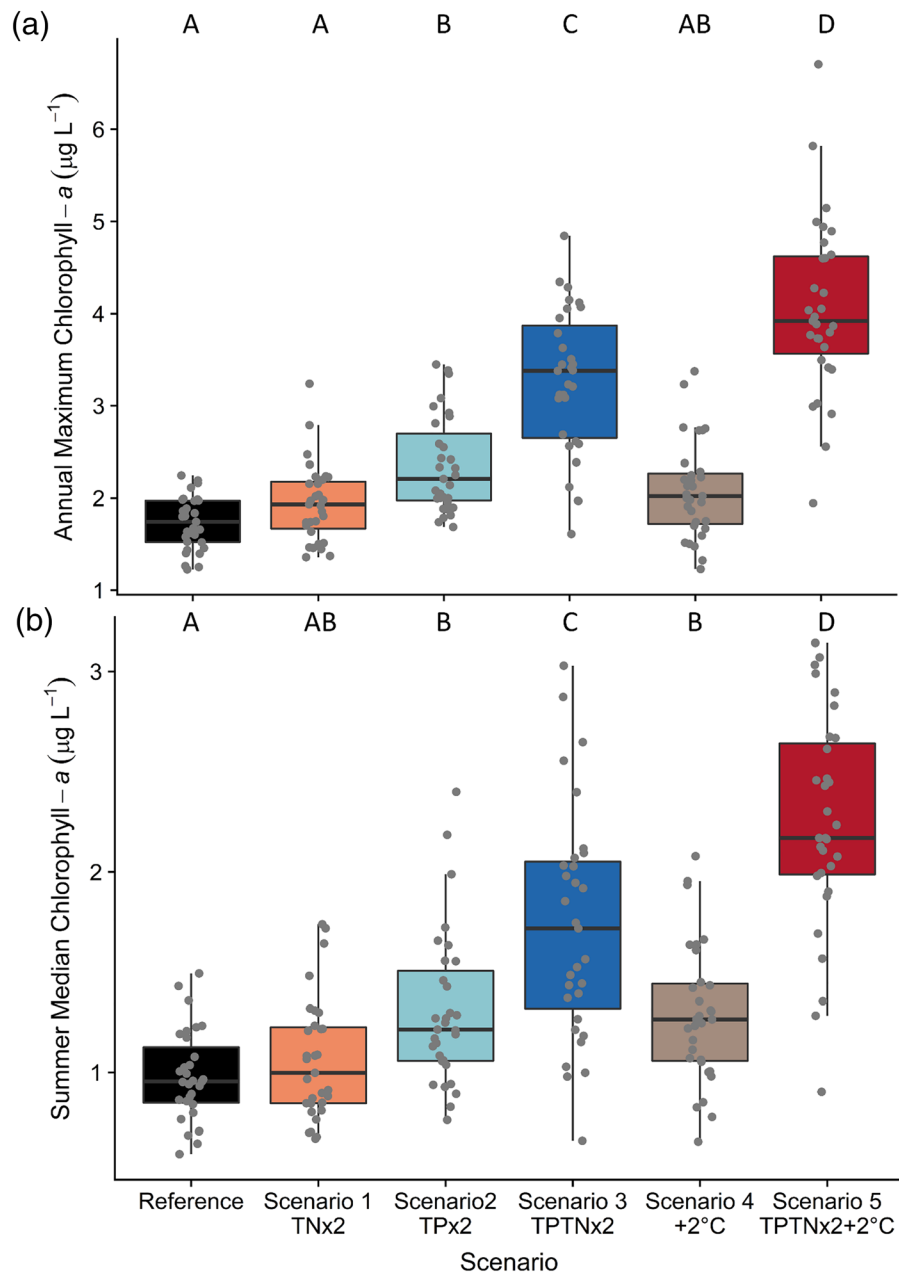 (a)
A A B C AB D
Annual Maximum Chlorophyll – a (μg L⁻¹)
6
5
4
3
2
1
(b)
A AB B C B D
Summer Median Chlorophyll – a (μg L⁻¹)
3
2
1
Reference Scenario 1 Scenario2 Scenario 3 Scenario 4 Scenario 5
TNx2 TPx2 TPTNx2 +2°C TPTNx2+2°C
Scenario